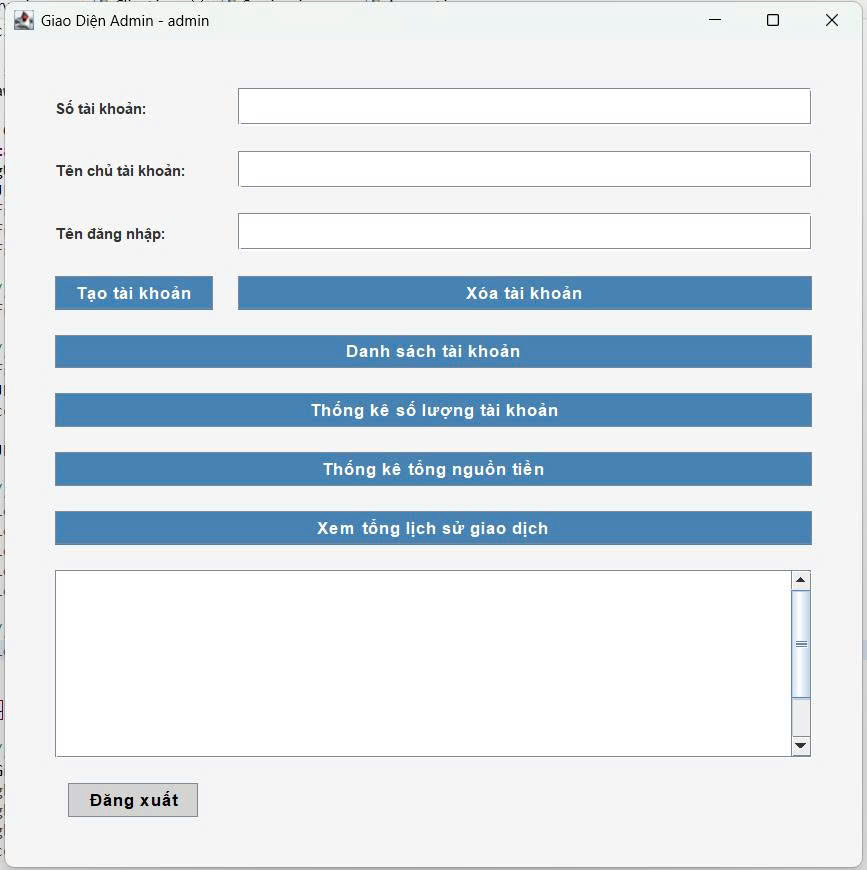 Giao Diện Admin - admin
Số tài khoản:
Tên chủ tài khoản:
Tên đăng nhập:
Tạo tài khoản
Xóa tài khoản
Danh sách tài khoản
Thống kê số lượng tài khoản
Thống kê tổng nguồn tiền
Xem tổng lịch sử giao dịch
Đăng xuất